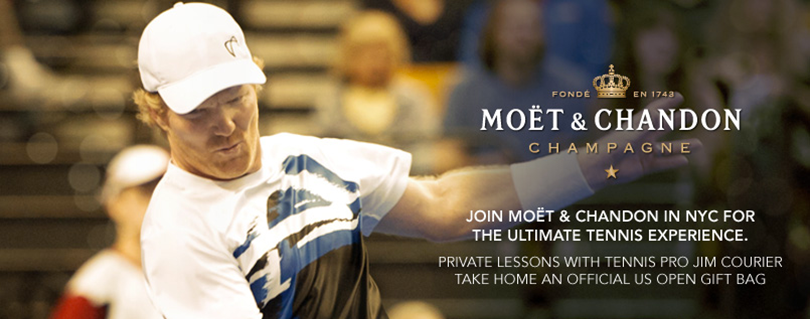 FONDÉ EN 1743
MOËT & CHANDON
CHAMPAGNE
JOIN MOËT & CHANDON IN NYC FOR
THE ULTIMATE TENNIS EXPERIENCE.
PRIVATE LESSONS WITH TENNIS PRO JIM COURIER
TAKE HOME AN OFFICIAL US OPEN GIFT BAG